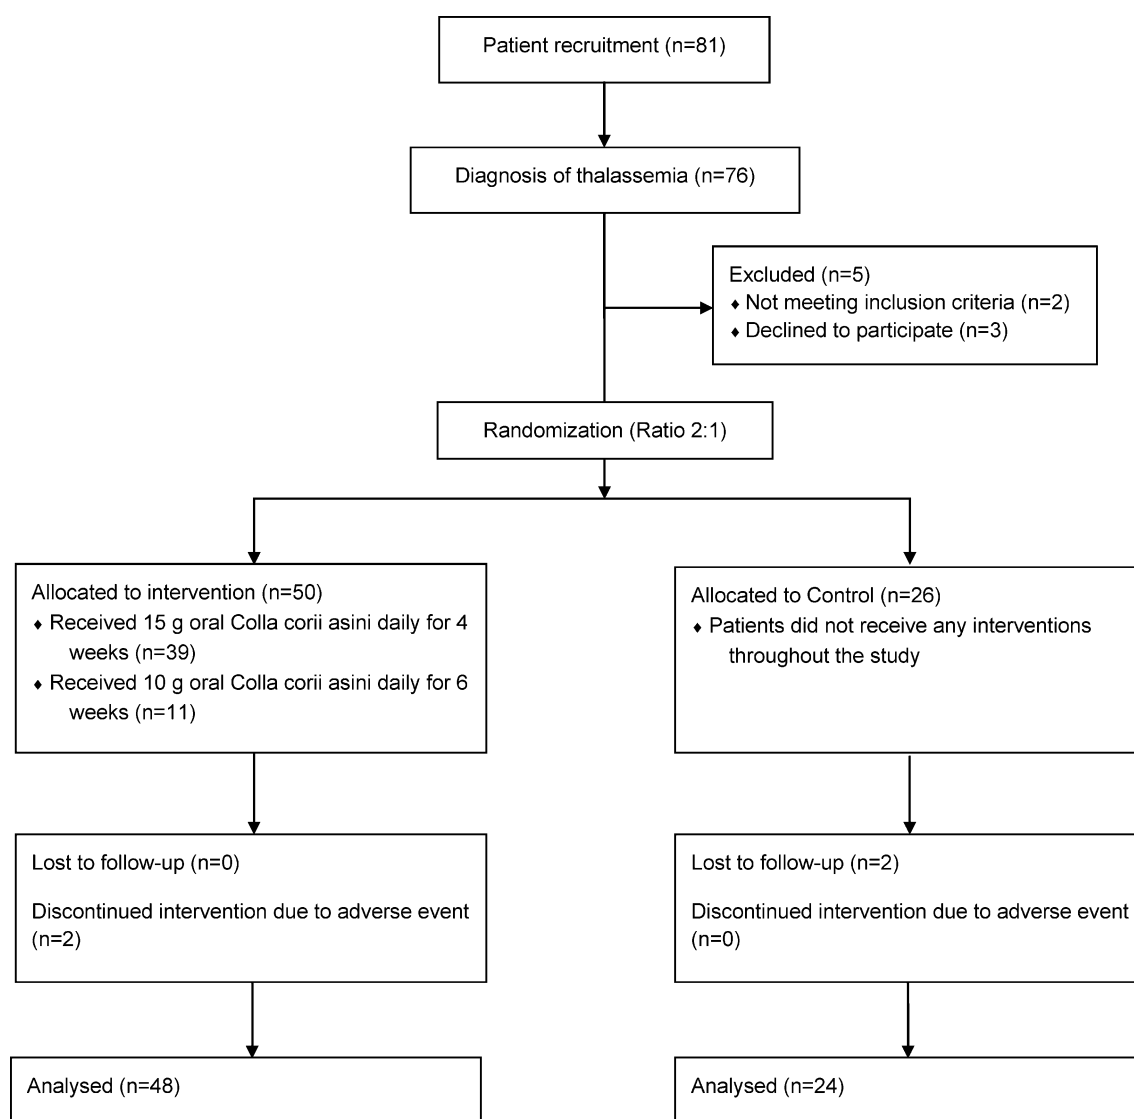 Patient recruitment (n=81)
Diagnosis of thalassemia (n=76)
Excluded (n=5)
♦ Not meeting inclusion criteria (n=2)
♦ Declined to participate (n=3)
Randomization (Ratio 2:1)
Allocated to intervention (n=50)
♦ Received 15 g oral Colla corii asini daily for 4
weeks (n=39)
♦ Received 10 g oral Colla corii asini daily for 6
weeks (n=11)
Allocated to Control (n=26)
♦ Patients did not receive any interventions
throughout the study
Lost to follow-up (n=0)
Discontinued intervention due to adverse event
(n=2)
Lost to follow-up (n=2)
Discontinued intervention due to adverse event
(n=0)
Analysed (n=48)
Analysed (n=24)